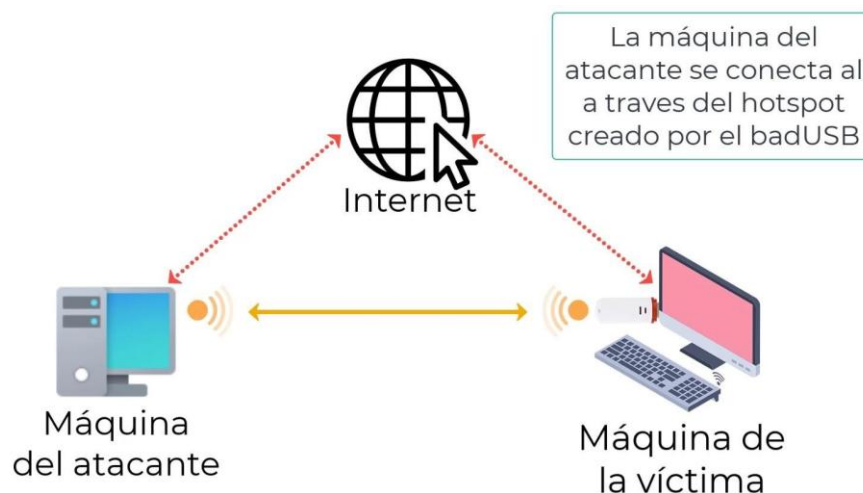 La máquina del
atacante se conecta al
a traves del hotspot
creado por el badUSB
Internet
Máquina
del atacante
Máquina de
la víctima